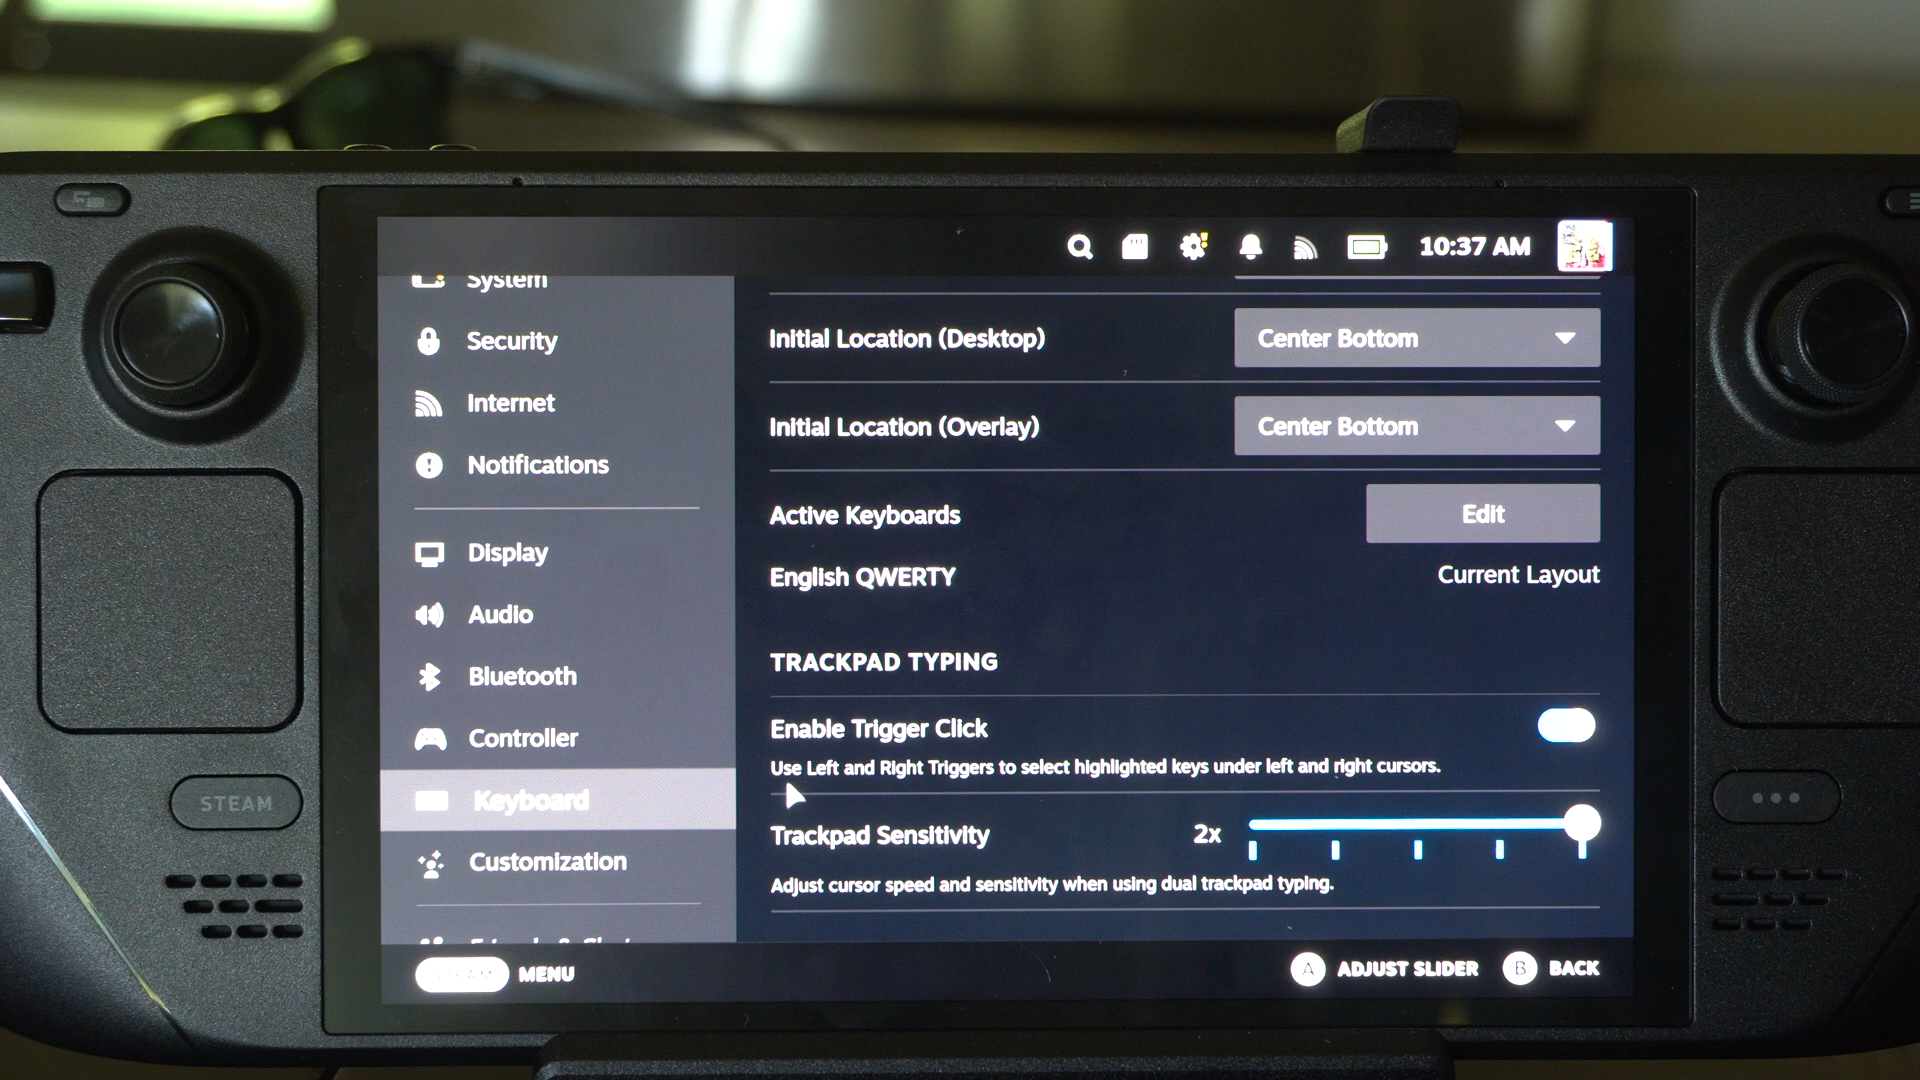 10:37 AM
System
Security
Internet
Notifications
Display
Audio
Bluetooth
Controller
Keyboard
Customization
Initial Location (Desktop)
Center Bottom
Initial Location (Overlay)
Center Bottom
Active Keyboards
Edit
English QWERTY
Current Layout
TRACKPAD TYPING
Enable Trigger Click
Use Left and Right Triggers to select highlighted keys under left and right cursors.
Trackpad Sensitivity
2x
Adjust cursor speed and sensitivity when using dual trackpad typing.
STEAM MENU
A ADJUST SLIDER
B BACK
STEAM